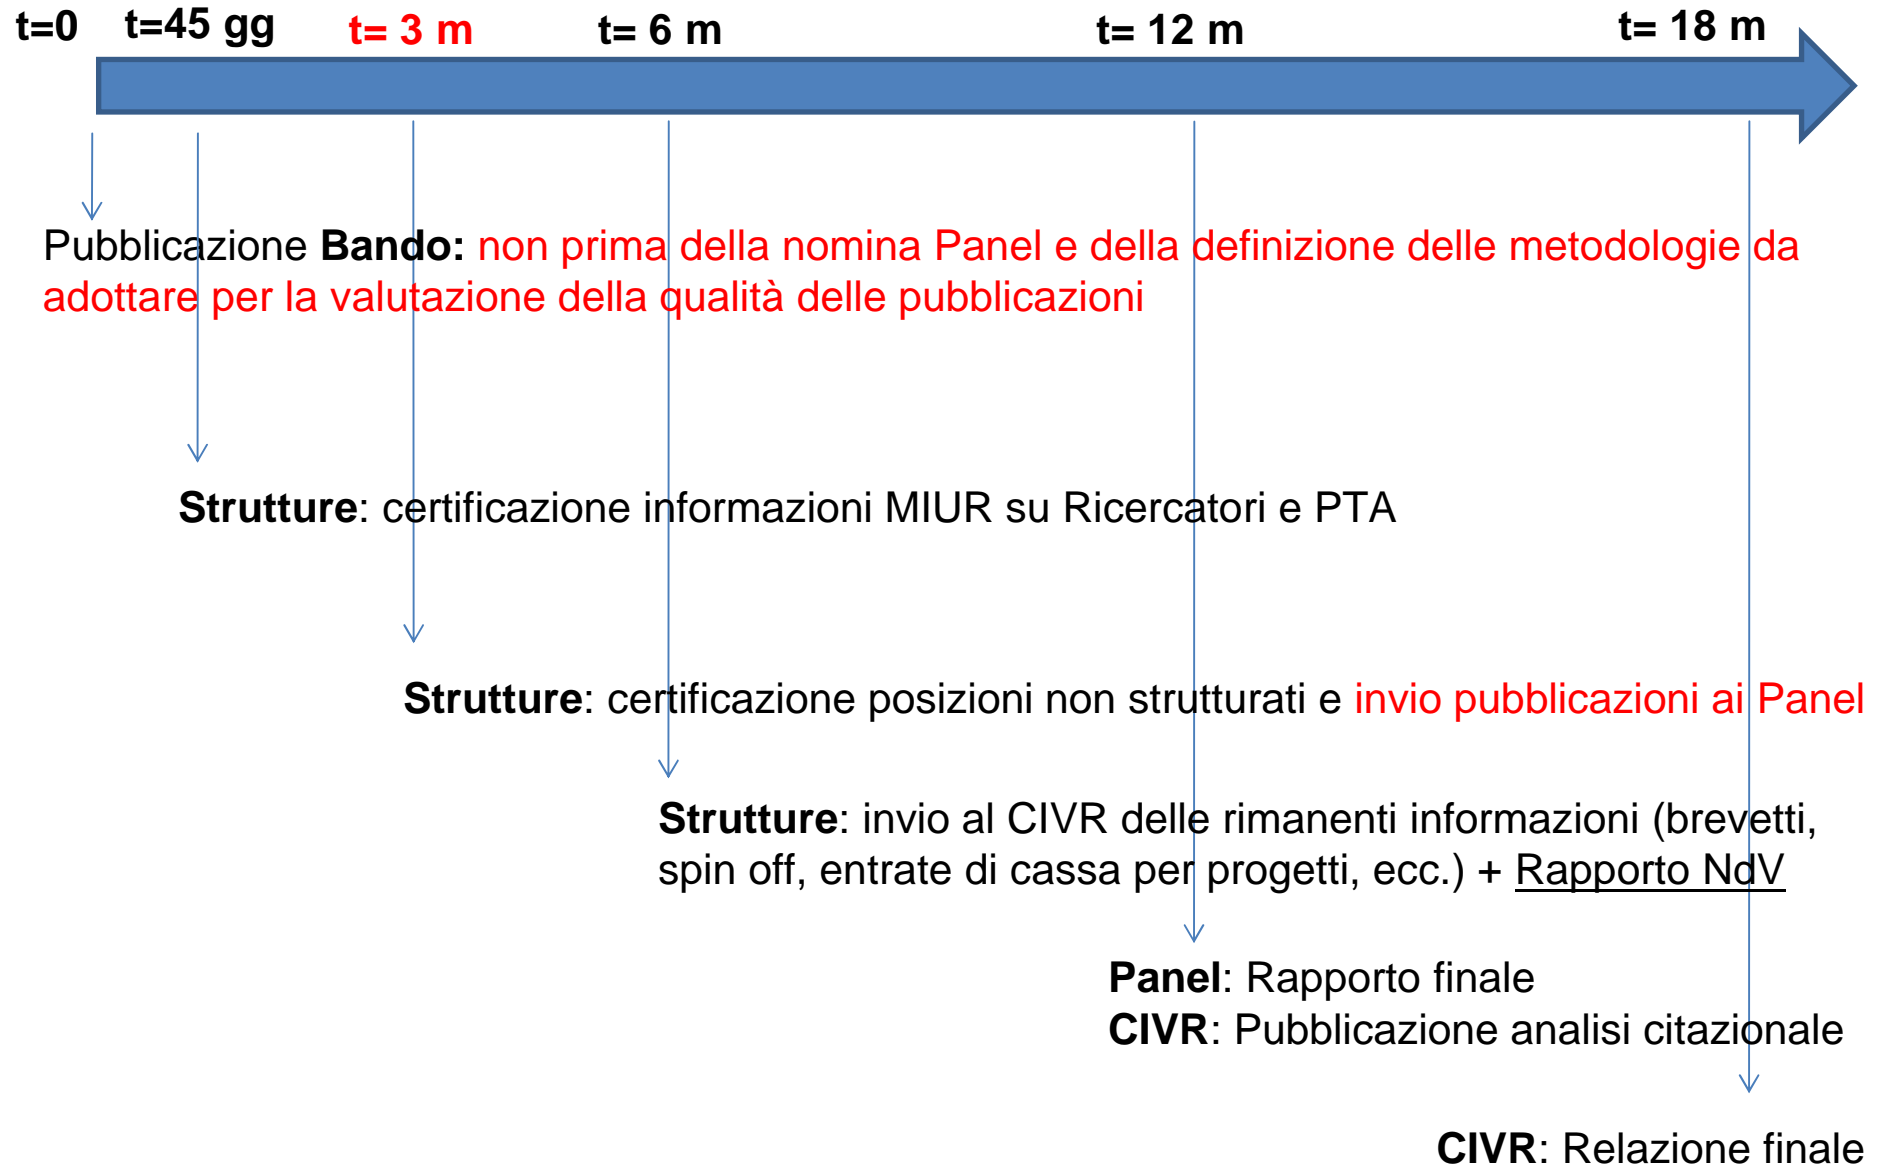 t=0 t=45 gg t= 3 m t= 6 m t= 12 m t= 18 m
Pubblicazione Bando: non prima della nomina Panel e della definizione delle metodologie da
adottare per la valutazione della qualità delle pubblicazioni
Strutture: certificazione informazioni MIUR su Ricercatori e PTA
Strutture: certificazione posizioni non strutturati e invio pubblicazioni ai Panel
Strutture: invio al CIVR delle rimanenti informazioni (brevetti,
spin off, entrate di cassa per progetti, ecc.) + Rapporto NdV
Panel: Rapporto finale
CIVR: Pubblicazione analisi citazionale
CIVR: Relazione finale